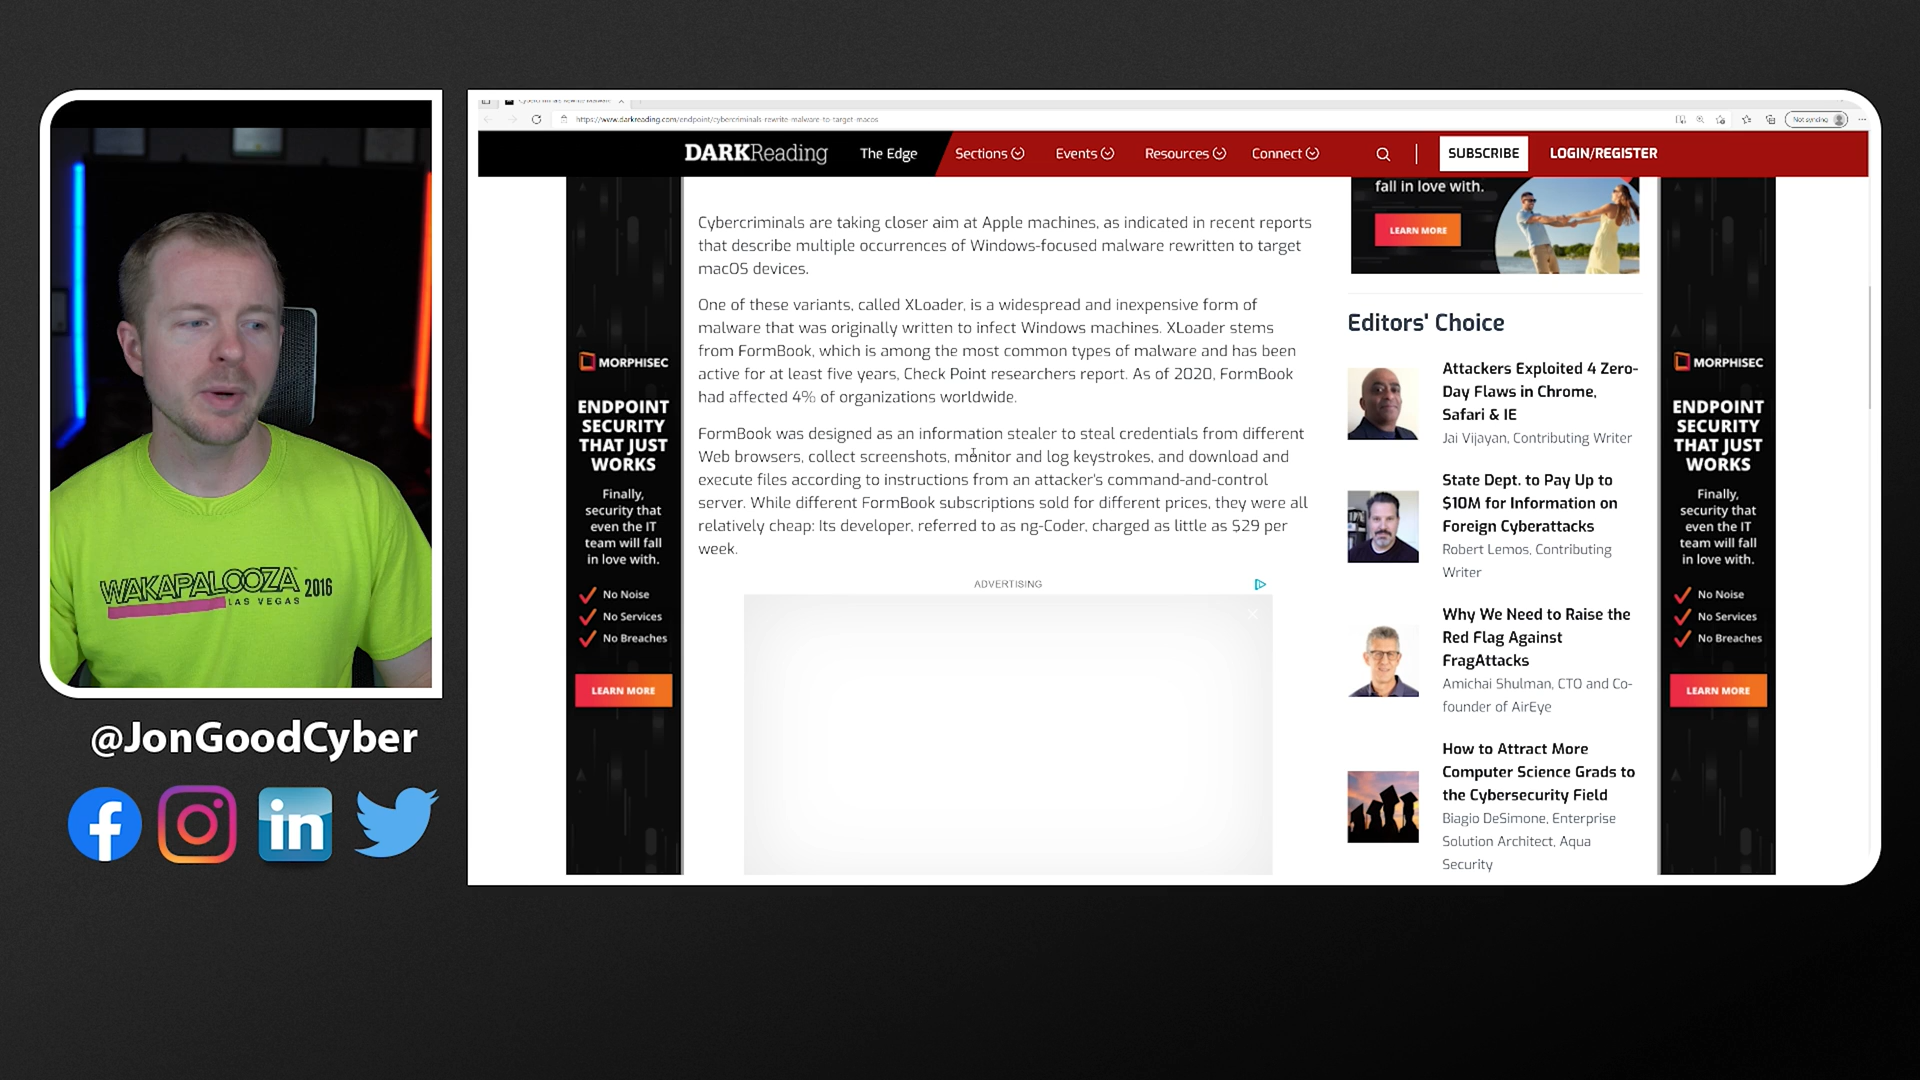 https://www.darkreading.com/endpoint/cybercriminals-rewrite-malware-to-target-macos
Not syncing
DARKReading
The Edge
Sections
Events
Resources
Connect
SUBSCRIBE
LOGIN/REGISTER
WAKAPALOOZA 2016
LAS VEGAS
@JonGoodCyber
f
in
MORPHISEC
ENDPOINT
SECURITY
THAT JUST
WORKS
Finally,
security that
even the IT
team will fall
in love with.
No Noise
No Services
No Breaches
LEARN MORE
Cybercriminals are taking closer aim at Apple machines, as indicated in recent reports
that describe multiple occurrences of Windows-focused malware rewritten to target
macOS devices.
One of these variants, called XLoader, is a widespread and inexpensive form of
malware that was originally written to infect Windows machines. XLoader stems
from FormBook, which is among the most common types of malware and has been
active for at least five years, Check Point researchers report. As of 2020, FormBook
had affected 4% of organizations worldwide.
FormBook was designed as an information stealer to steal credentials from different
Web browsers, collect screenshots, monitor and log keystrokes, and download and
execute files according to instructions from an attacker's command-and-control
server. While different FormBook subscriptions sold for different prices, they were all
relatively cheap: Its developer, referred to as ng-Coder, charged as little as $29 per
week.
ADVERTISING
fall in love with.
LEARN MORE
Editors' Choice
Attackers Exploited 4 Zero-
Day Flaws in Chrome,
Safari & IE
Jai Vijayan, Contributing Writer
State Dept. to Pay Up to
$10M for Information on
Foreign Cyberattacks
Robert Lemos, Contributing
Writer
Why We Need to Raise the
Red Flag Against
FragAttacks
Amichai Shulman, CTO and Co-
founder of AirEye
How to Attract More
Computer Science Grads to
the Cybersecurity Field
Biagio DeSimone, Enterprise
Solution Architect, Aqua
Security
MORPHISEC
ENDPOINT
SECURITY
THAT JUST
WORKS
Finally,
security that
even the IT
team will fall
in love with.
No Noise
No Services
No Breaches
LEARN MORE